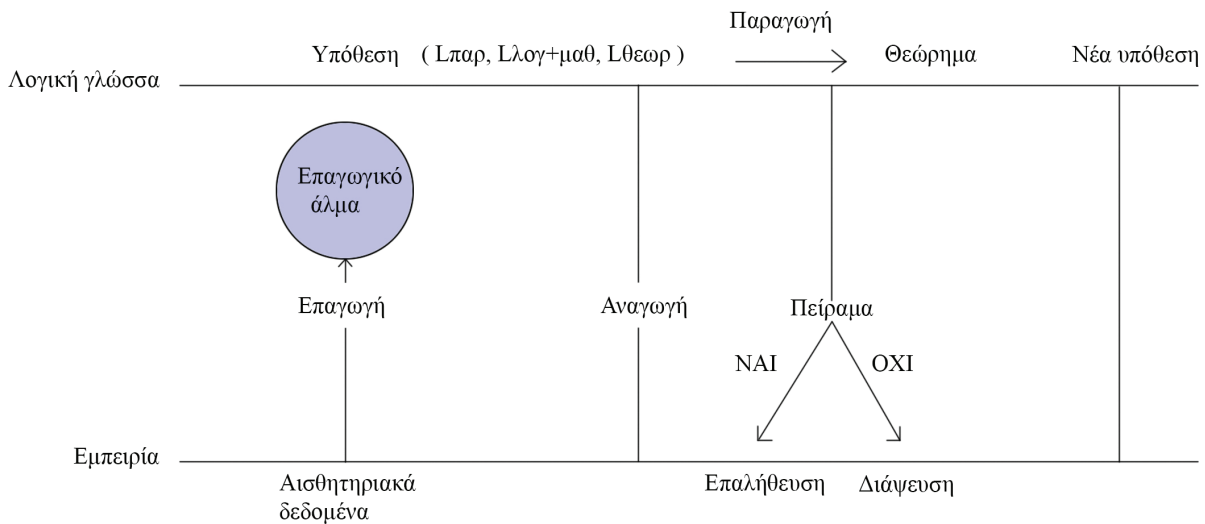 Παραγωγή
Υπόθεση ( Lπαρ, Lλογ+μαθ, Lθεωρ ) Θεώρημα Νέα υπόθεση
Λογική γλώσσα
Επαγωγικό
άλμα
Επαγωγή Αναγωγή Πείραμα
ΝΑΙ ΟΧΙ
Εμπειρία
Αισθητηριακά Επαλήθευση Διάψευση
δεδομένα